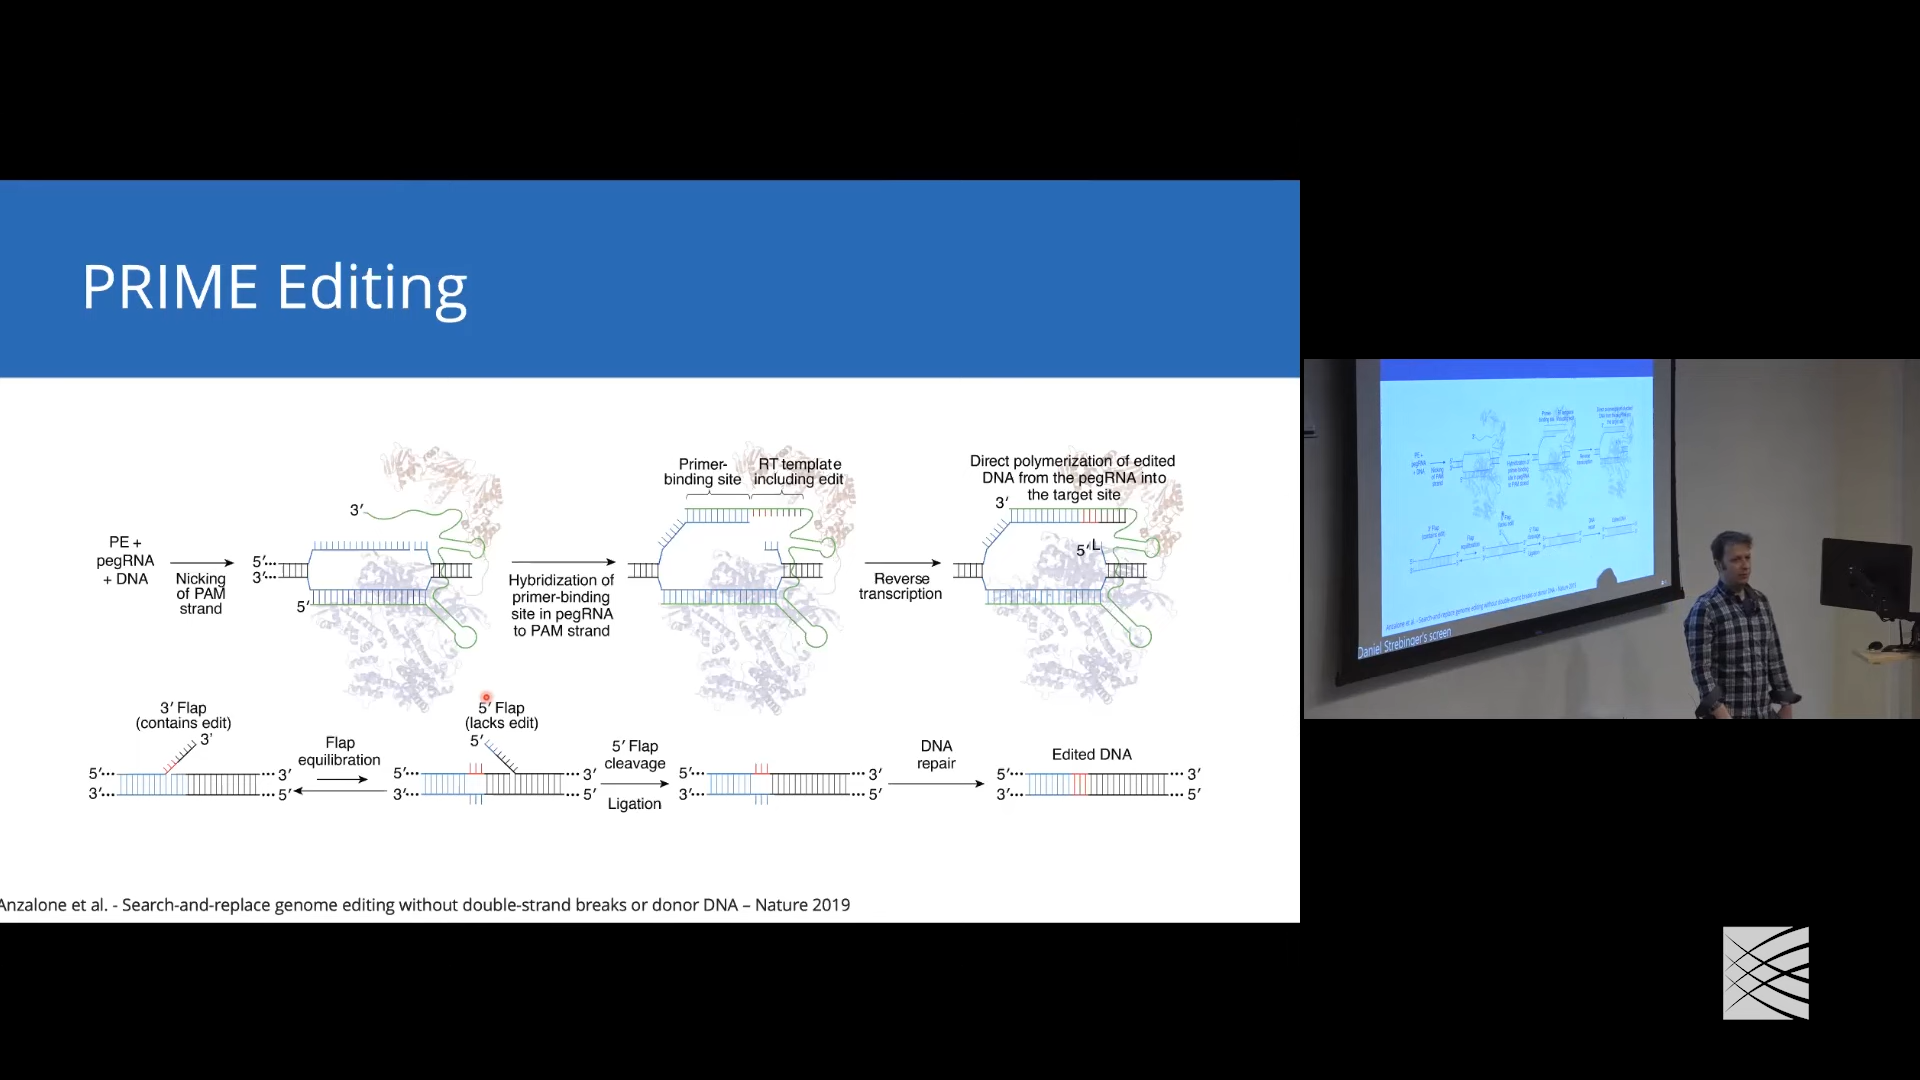 PRIME Editing
PE +
pegRNA
+ DNA
Nicking
of PAM
strand
3′
5′
3′
5′
Hybridization of
primer-binding
site in pegRNA
to PAM strand
Primer-
binding site
RT template
including edit
Reverse
transcription
Direct polymerization of edited
DNA from the pegRNA into
the target site
3′
5′
3′ Flap
(contains edit)
3′
5′ 3′
3′ 5′
Flap
equilibration
5′ Flap
(lacks edit)
5′
5′ 3′
3′ 5′
5′ Flap
cleavage
Ligation
5′ 3′
3′ 5′
DNA
repair
Edited DNA
5′ 3′
3′ 5′
Anzalone et al. - Search-and-replace genome editing without double-strand breaks or donor DNA – Nature 2019
Daniel Strebinger's screen